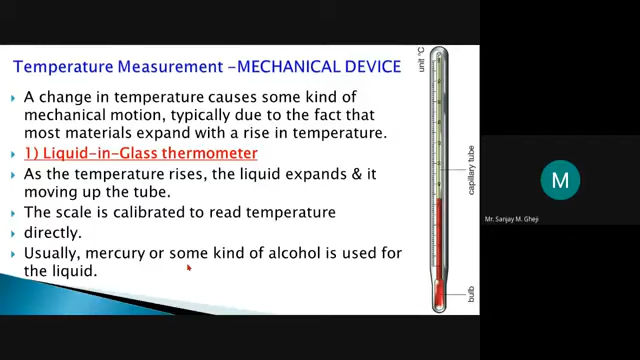 Temperature Measurement –MECHANICAL DEVICE
A change in temperature causes some kind of
mechanical motion, typically due to the fact that
most materials expand with a rise in temperature.
1) Liquid-in-Glass thermometer
As the temperature rises, the liquid expands & it
moving up the tube.
The scale is calibrated to read temperature
directly.
Usually, mercury or some kind of alcohol is used for
the liquid.
unit °C
capillary tube
bulb
M
Mr. Sanjay M. Gheji